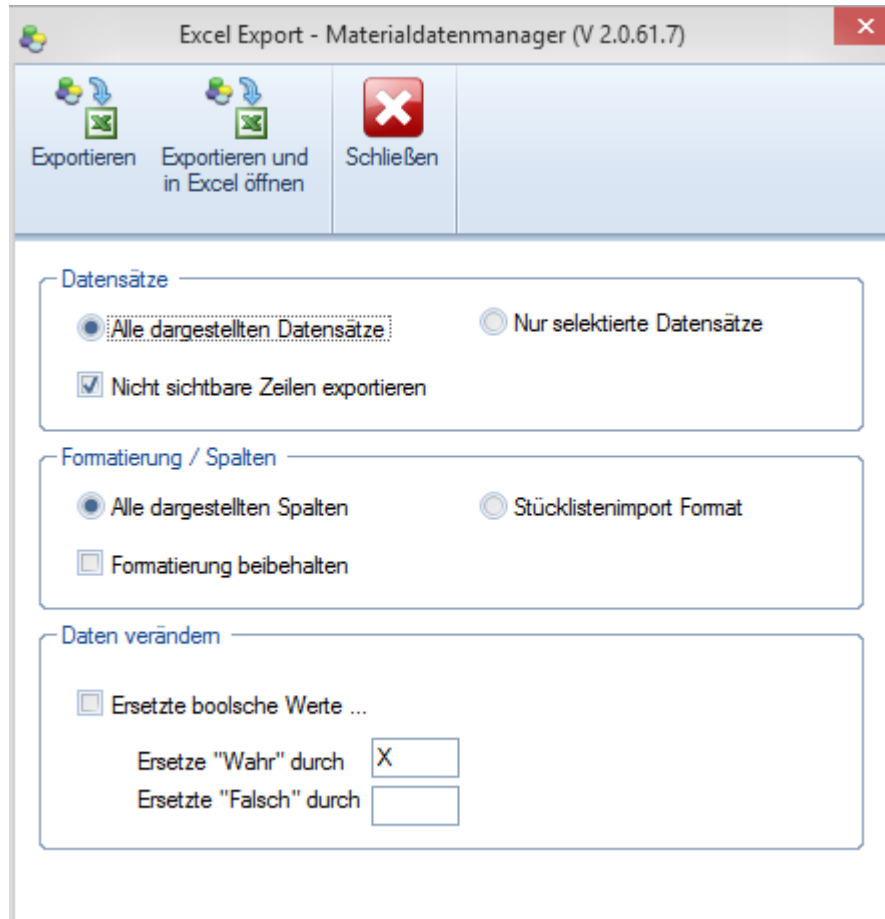 Excel Export - Materialdatenmanager (V 2.0.61.7)
Exportieren
Exportieren und
in Excel öffnen
Schließen
Datensätze
Alle dargestellten Datensätze
Nur selektierte Datensätze
Nicht sichtbare Zeilen exportieren
Formatierung / Spalten
Alle dargestellten Spalten
Stücklistenimport Format
Formatierung beibehalten
Daten verändern
Ersetzte boolsche Werte ...
Ersetze "Wahr" durch X
Ersetzte "Falsch" durch